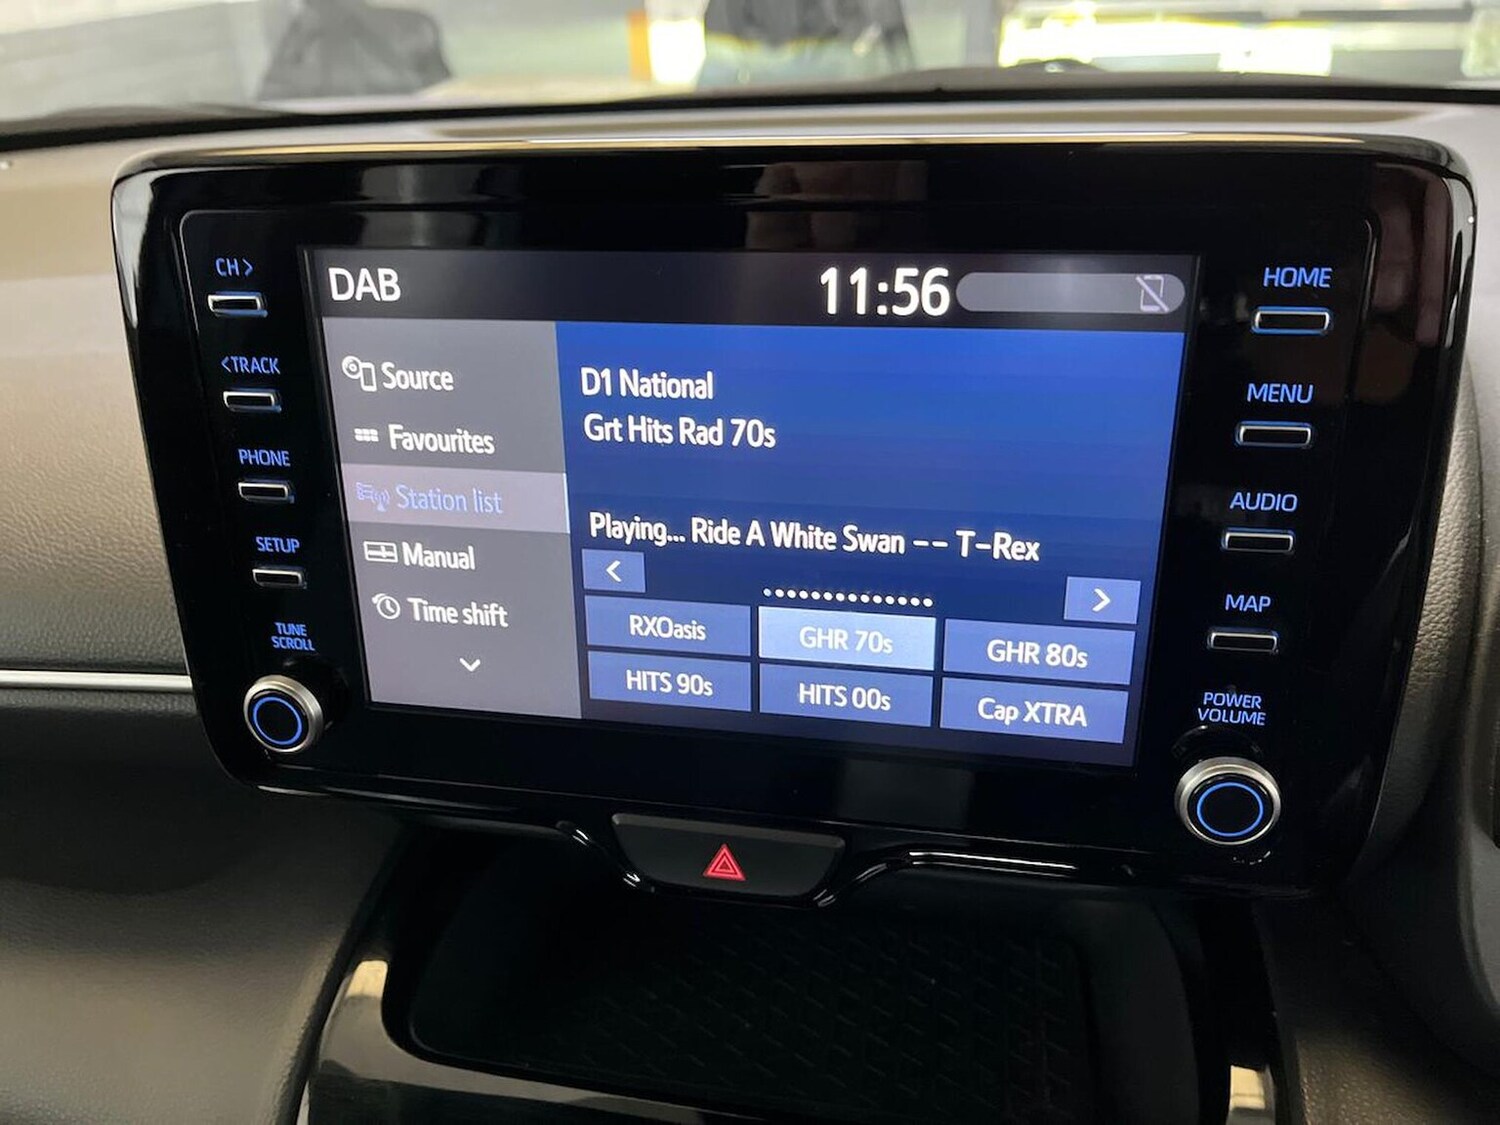 CH >
< TRACK
PHONE
SETUP
TUNE
SCROLL
DAB
11:56
Source
Favourites
Station list
Manual
Time shift
D1 National
Grt Hits Rad 70s
Playing... Ride A White Swan -- T-Rex
<
>
RXOasis
GHR 70s
GHR 80s
HITS 90s
HITS 00s
Cap XTRA
HOME
MENU
AUDIO
MAP
POWER
VOLUME